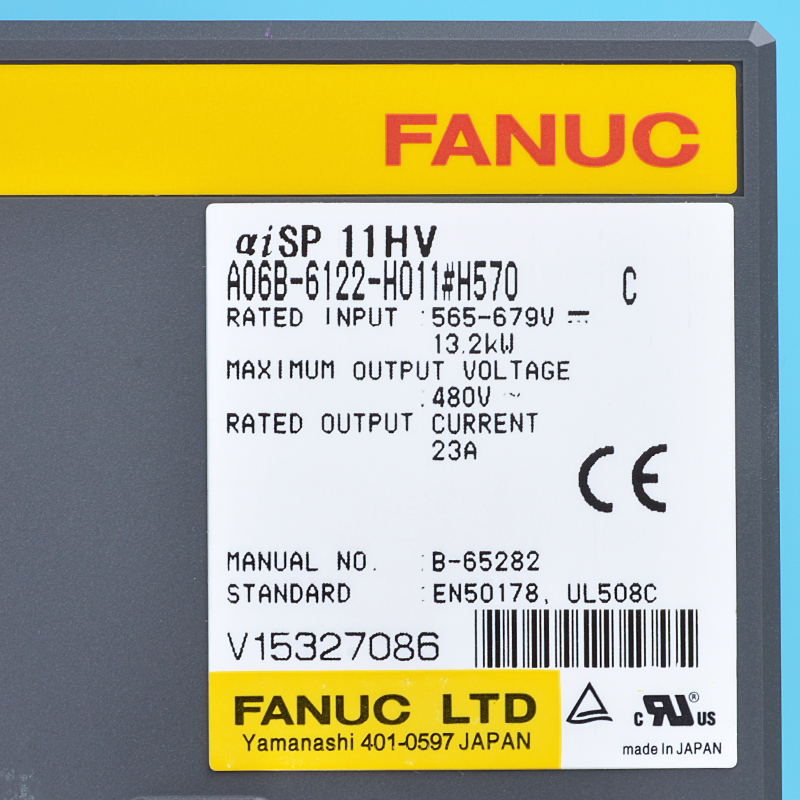 FANUC
αiSP 11HV
A06B-6122-H011#H570 C
RATED INPUT :565-679V ⎓
13.2kW
MAXIMUM OUTPUT VOLTAGE
:480V ~
RATED OUTPUT CURRENT
23A
CE
MANUAL NO. :B-65282
STANDARD :EN50178, UL508C
V15327086
FANUC LTD
Yamanashi 401-0597 JAPAN
c RU® US
made in JAPAN